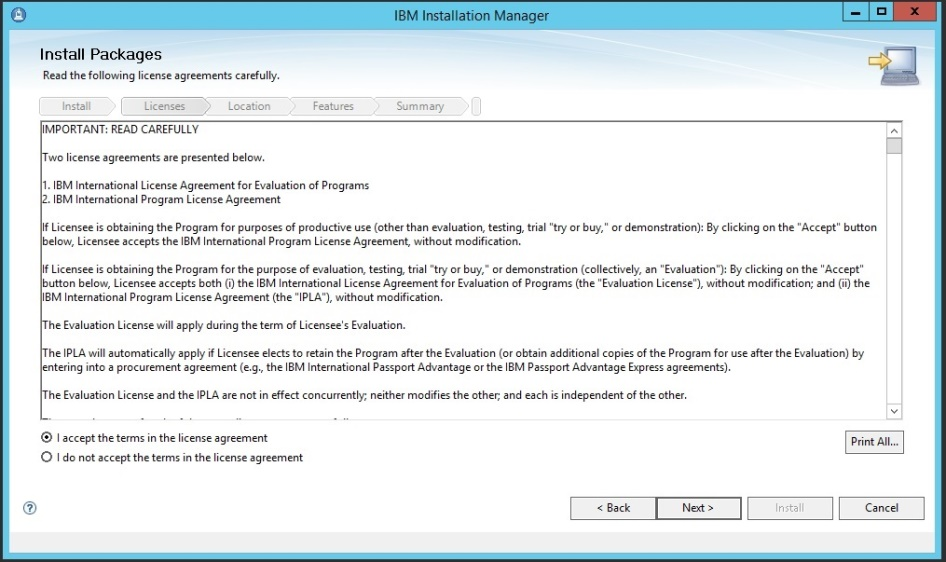 IBM Installation Manager
Install Packages
Read the following license agreements carefully.
Install
Licenses
Location
Features
Summary
IMPORTANT: READ CAREFULLY
Two license agreements are presented below.
1. IBM International License Agreement for Evaluation of Programs
2. IBM International Program License Agreement
If Licensee is obtaining the Program for purposes of productive use (other than evaluation, testing, trial "try or buy," or demonstration): By clicking on the "Accept" button
below, Licensee accepts the IBM International Program License Agreement, without modification.
If Licensee is obtaining the Program for the purpose of evaluation, testing, trial "try or buy," or demonstration (collectively, an "Evaluation"): By clicking on the "Accept"
button below, Licensee accepts both (i) the IBM International License Agreement for Evaluation of Programs (the "Evaluation License"), without modification; and (ii) the
IBM International Program License Agreement (the "IPLA"), without modification.
The Evaluation License will apply during the term of Licensee's Evaluation.
The IPLA will automatically apply if Licensee elects to retain the Program after the Evaluation (or obtain additional copies of the Program for use after the Evaluation) by
entering into a procurement agreement (e.g., the IBM International Passport Advantage or the IBM Passport Advantage Express agreements).
The Evaluation License and the IPLA are not in effect concurrently; neither modifies the other; and each is independent of the other.
I accept the terms in the license agreement
Print All...
I do not accept the terms in the license agreement
?
< Back
Next >
Install
Cancel